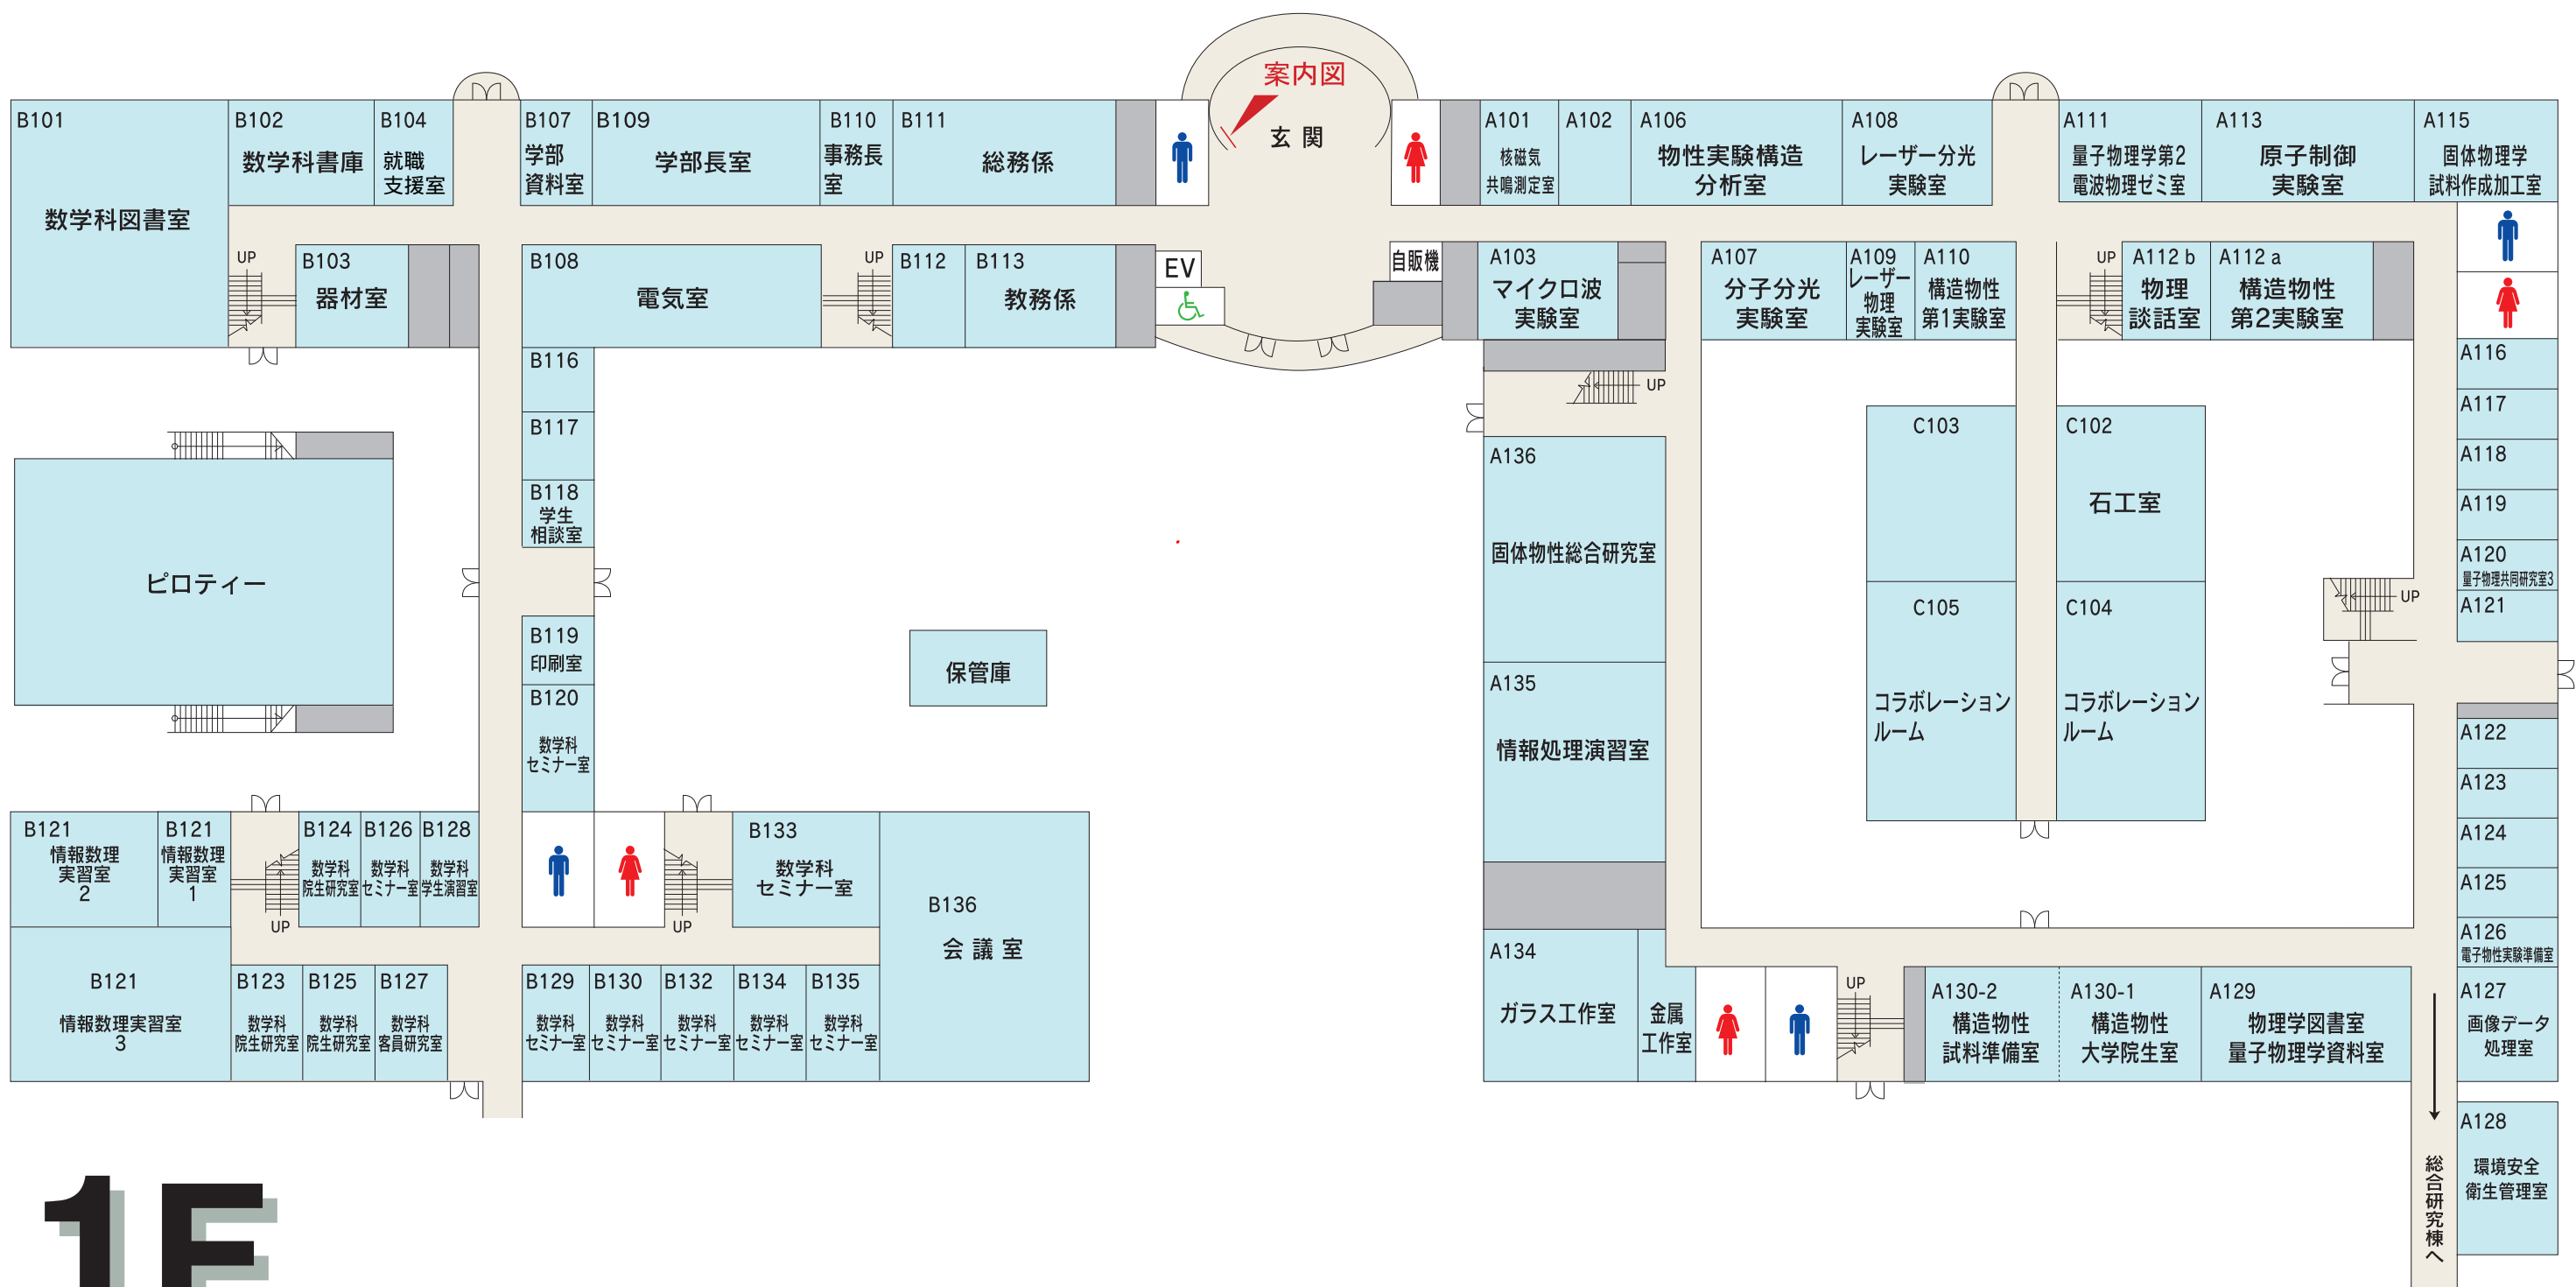 案内図
玄関
B101
数学科図書室
B102
数学科書庫
B104
就職
支援室
B107
学部
資料室
B109
学部長室
B110
事務長
室
B111
総務係
A101
核磁気
共鳴測定室
A102
A106
物性実験構造
分析室
A108
レーザー分光
実験室
A111
量子物理学第2
電波物理ゼミ室
A113
原子制御
実験室
A115
固体物理学
試料作成加工室
UP
B103
器材室
B108
電気室
UP
B112
B113
教務係
EV
自販機
A103
マイクロ波
実験室
A107
分子分光
実験室
A109
レーザー
物理
実験室
A110
構造物性
第1実験室
UP
A112 b
物理
談話室
A112 a
構造物性
第2実験室
B116
B117
B118
学生
相談室
B119
印刷室
B120
数学科
セミナー室
ピロティー
保管庫
UP
A136
固体物性総合研究室
A135
情報処理演習室
C103
C102
石工室
C105
コラボレーション
ルーム
C104
コラボレーション
ルーム
UP
A116
A117
A118
A119
A120
量子物理共同研究室3
A121
A122
A123
A124
A125
A126
電子物性実験準備室
A127
画像データ
処理室
A128
環境安全
衛生管理室
総合研究棟へ
B121
情報数理
実習室
2
B121
情報数理
実習室
1
UP
B124
数学科
院生研究室
B126
数学科
セミナー室
B128
数学科
学生演習室
UP
B133
数学科
セミナー室
B136
会議室
B121
情報数理実習室
3
B123
数学科
院生研究室
B125
数学科
院生研究室
B127
数学科
客員研究室
B129
数学科
セミナー室
B130
数学科
セミナー室
B132
数学科
セミナー室
B134
数学科
セミナー室
B135
数学科
セミナー室
A134
ガラス工作室
金属
工作室
UP
A130-2
構造物性
試料準備室
A130-1
構造物性
大学院生室
A129
物理学図書室
量子物理学資料室
1F